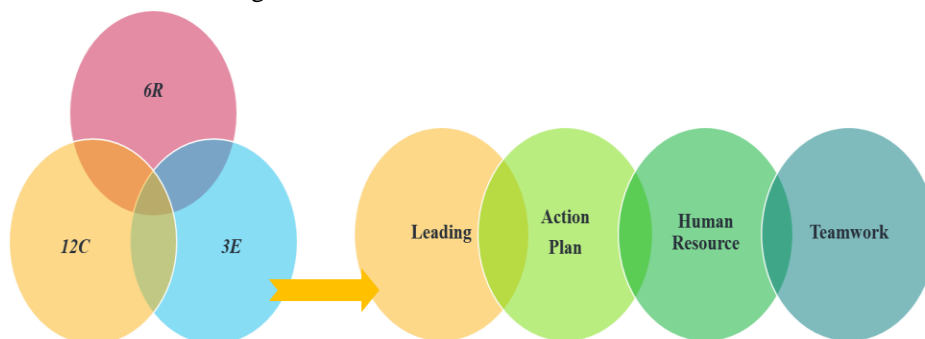 6R
12C
3E
Leading
Action
Plan
Human
Resource
Teamwork